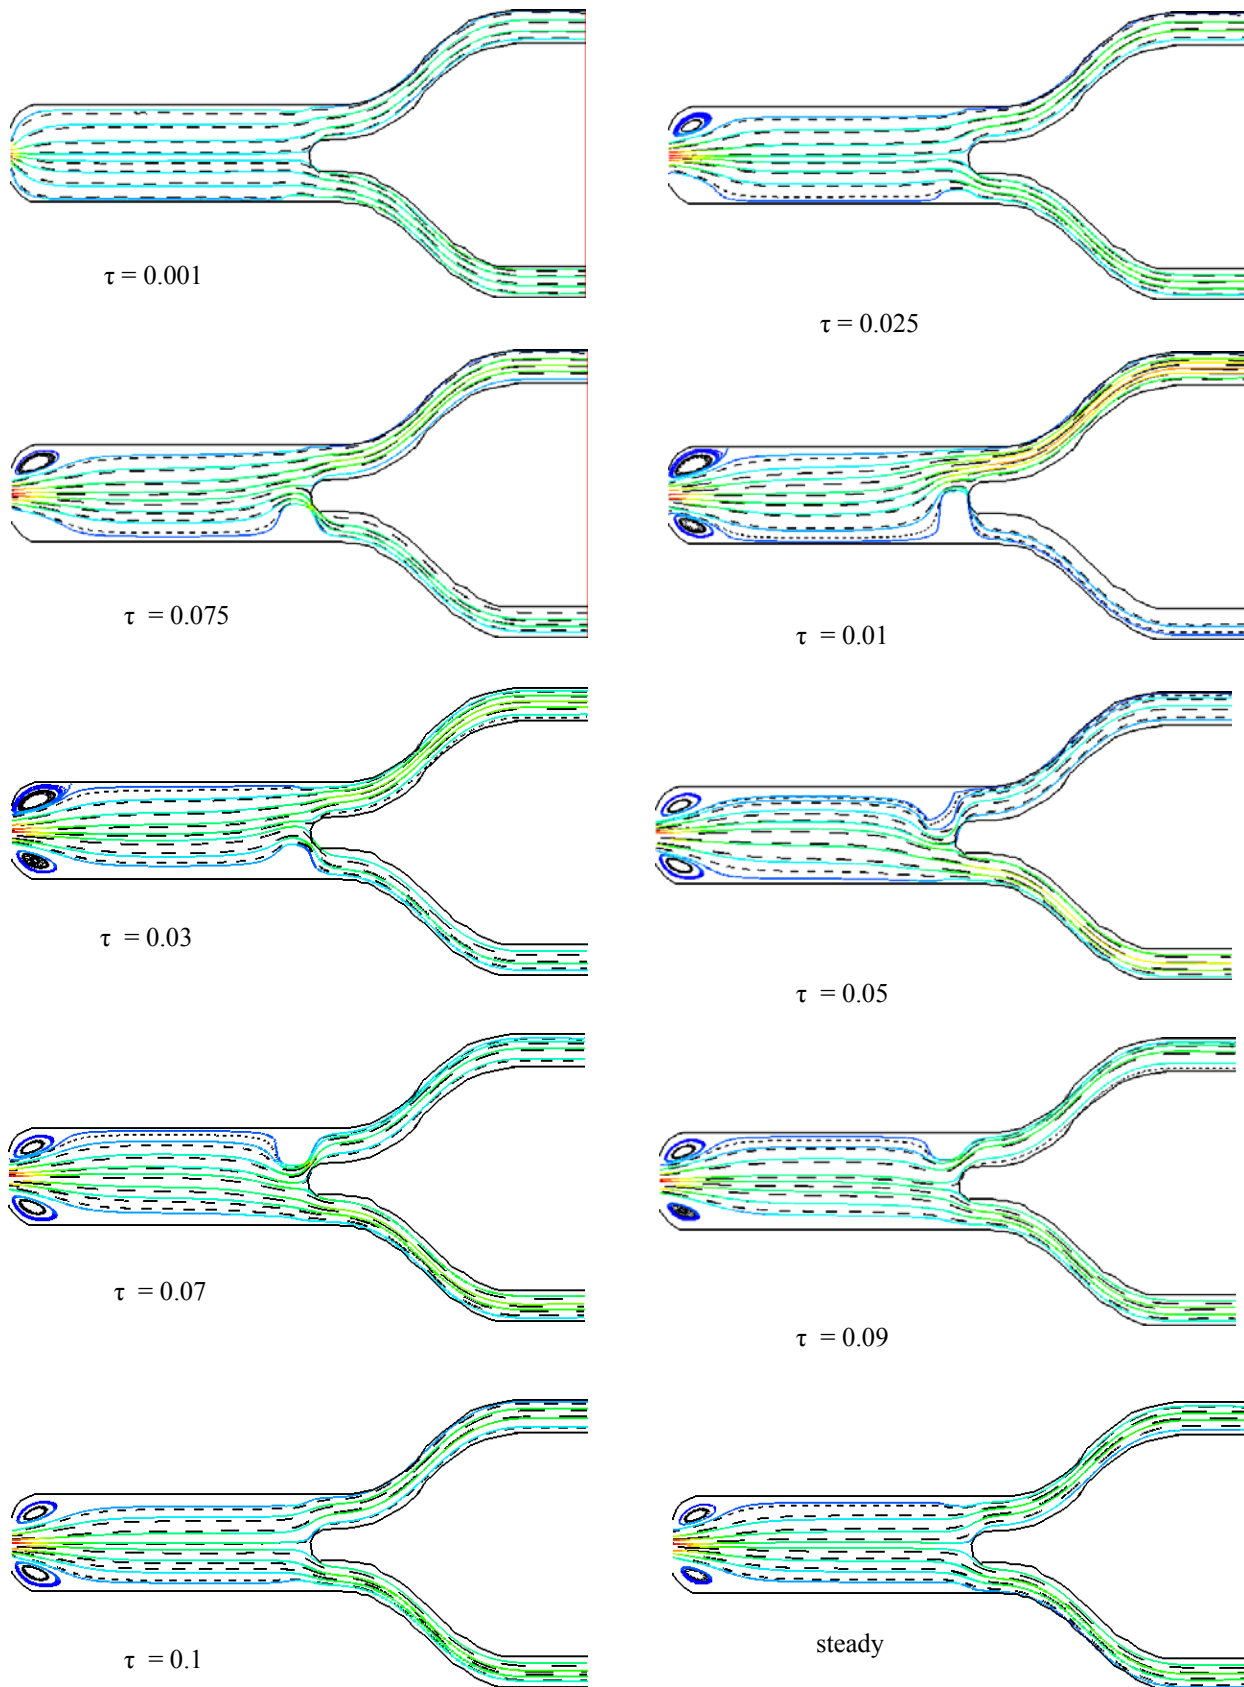 τ = 0.001
τ = 0.025
τ = 0.075
τ = 0.01
τ = 0.03
τ = 0.05
τ = 0.07
τ = 0.09
τ = 0.1
steady